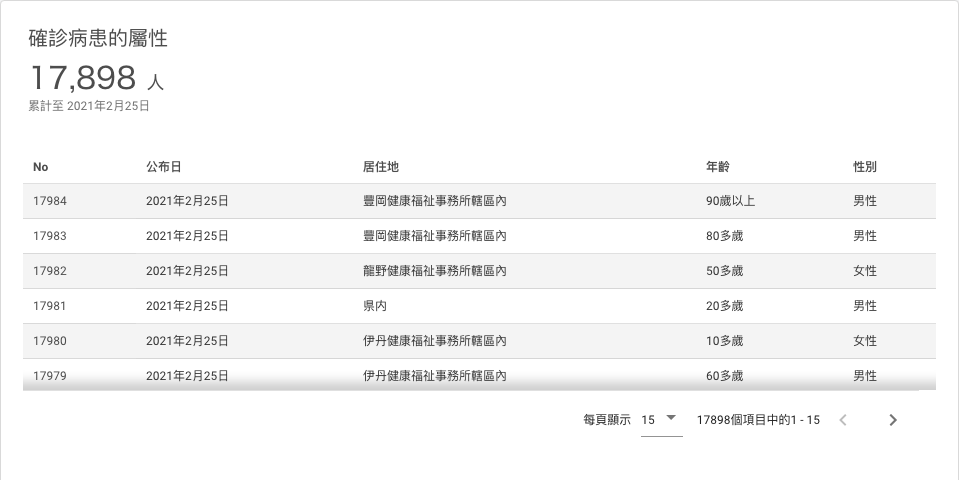 確診病患的屬性
17,898 人
累計至 2021年2月25日
No 公布日 居住地 年齡 性別
17984 2021年2月25日 豐岡健康福祉事務所轄區內 90歲以上 男性
17983 2021年2月25日 豐岡健康福祉事務所轄區內 80多歲 男性
17982 2021年2月25日 龍野健康福祉事務所轄區內 50多歲 女性
17981 2021年2月25日 県内 20多歲 男性
17980 2021年2月25日 伊丹健康福祉事務所轄區內 10多歲 女性
17979 2021年2月25日 伊丹健康福祉事務所轄區內 60多歲 男性
每頁顯示 15 17898個項目中的1 - 15